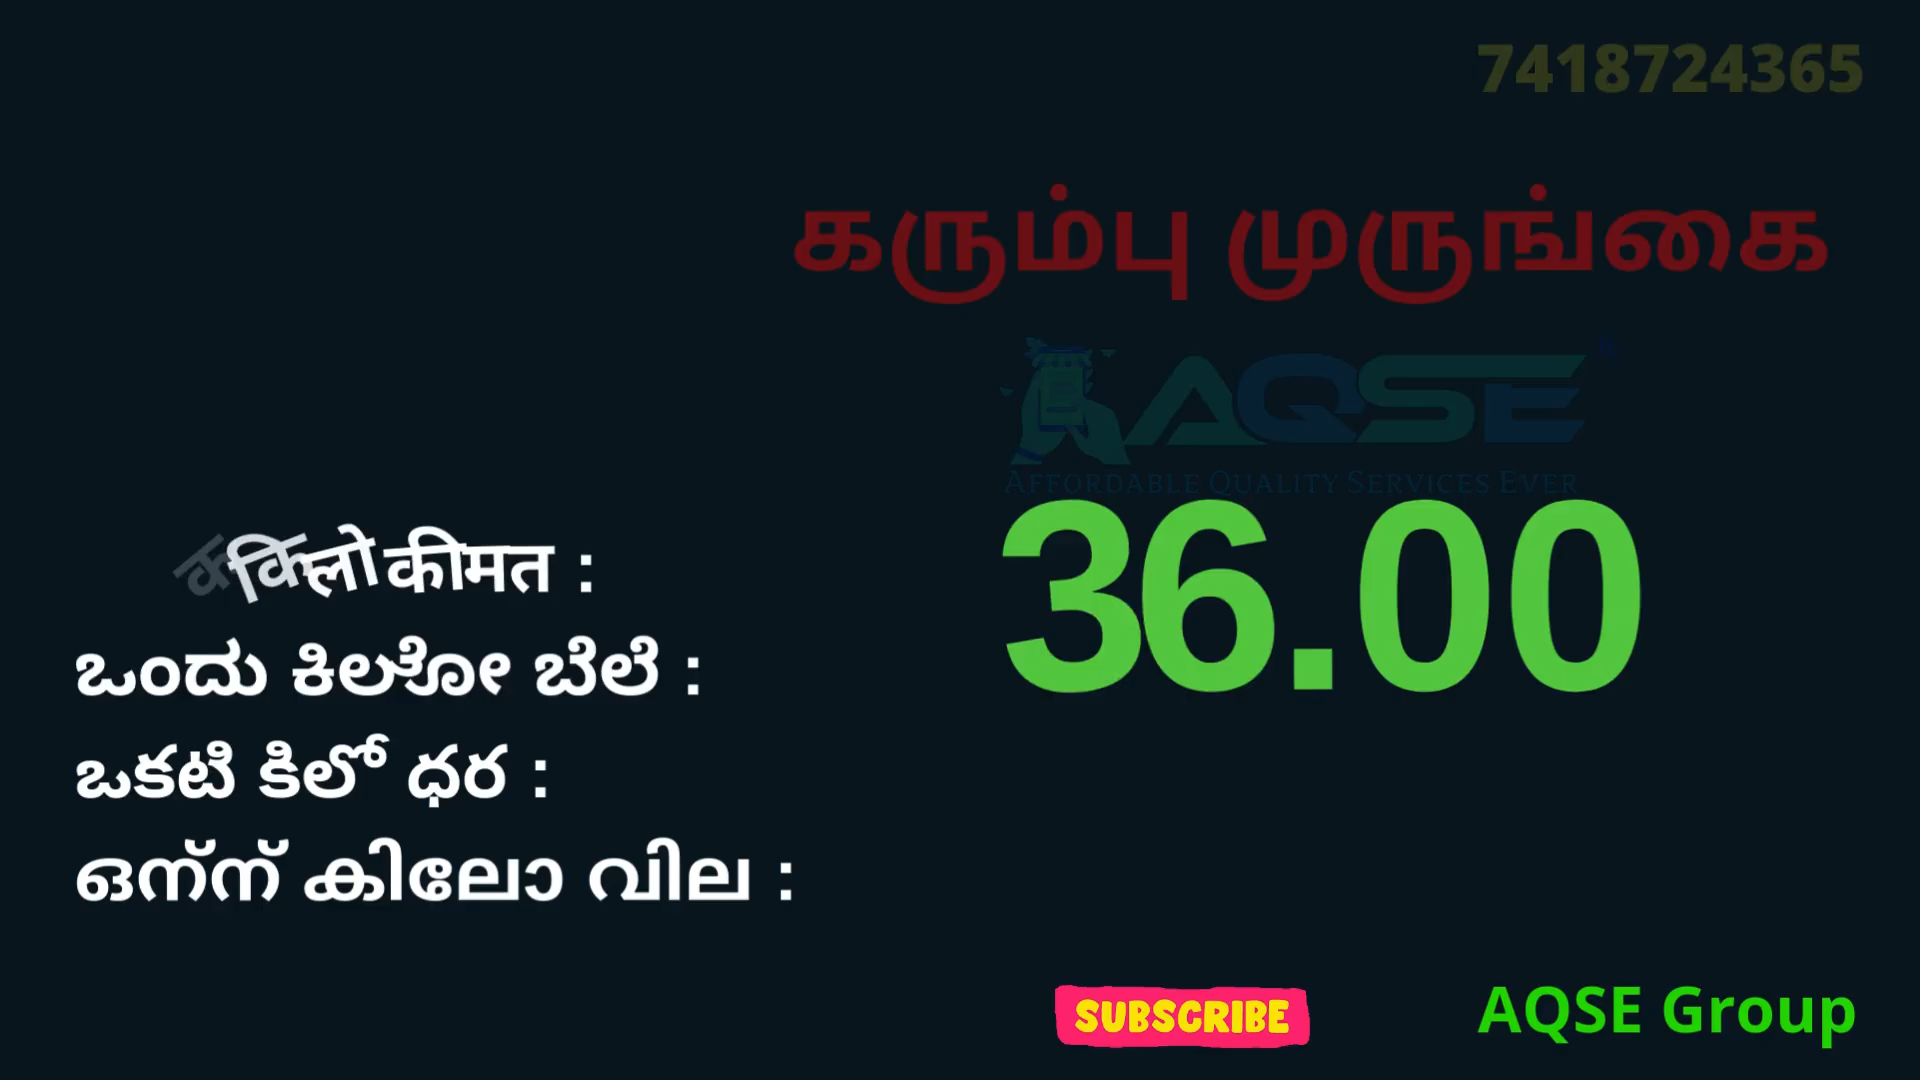 7418724365
கரும்பு முருங்கை
AQSE
AFFORDABLE QUALITY SERVICES EVER
36.00
किलो कीमत :
ಒಂದು ಕಿಲೋ ಬೆಲೆ :
ఒకటి కిలో ధర :
ഒന്ന് കിലോ വില :
SUBSCRIBE
AQSE Group